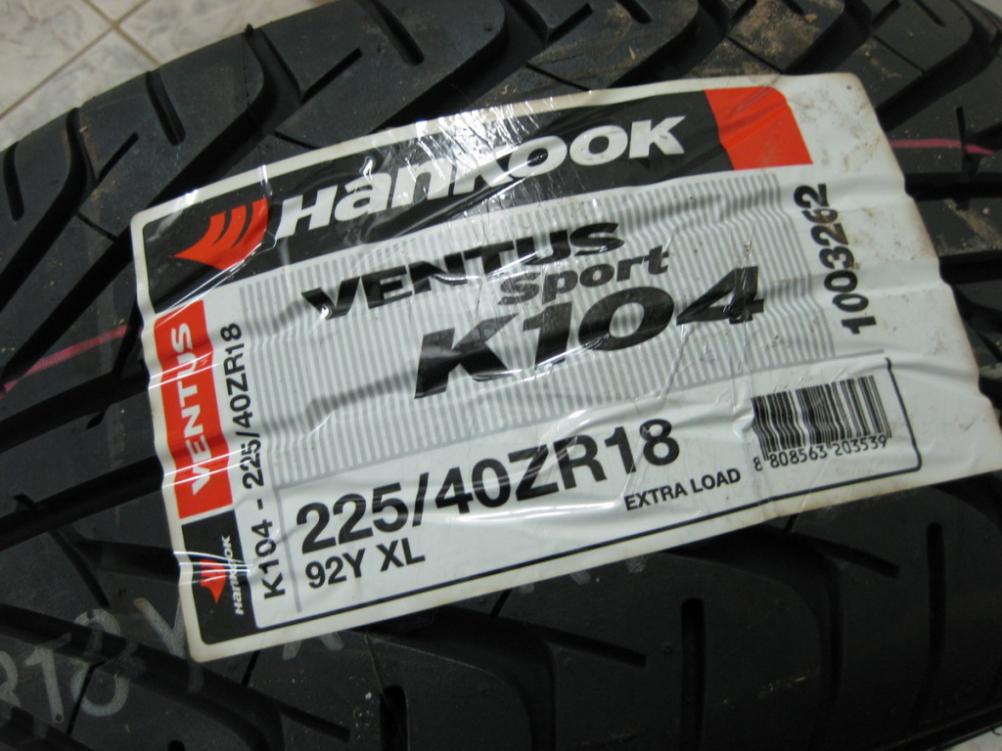 Hankook
VENTUS
Sport
K104
1003262
VENTUS
K104 - 225/40ZR18
Hankook
225/40ZR18
92Y XL
EXTRA LOAD
8 808563 203539
R18